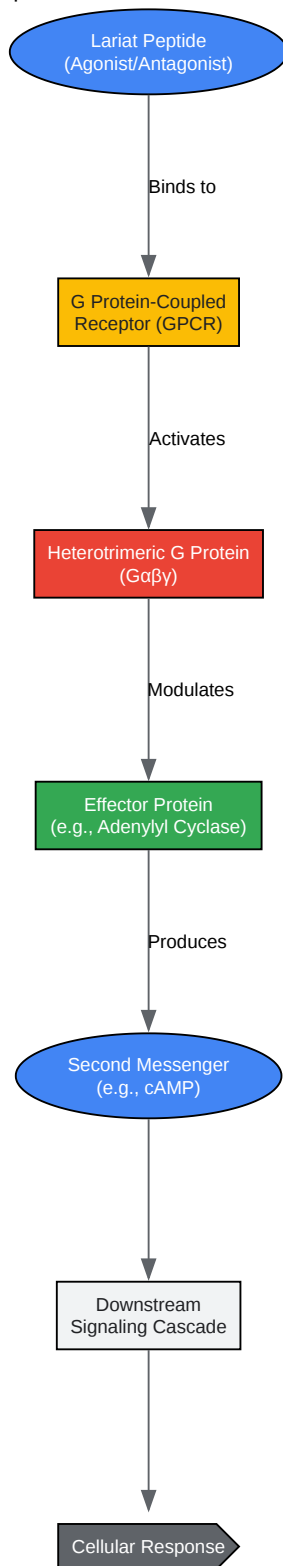 Lariat Peptide
(Agonist/Antagonist)
Binds to
G Protein-Coupled
Receptor (GPCR)
Activates
Heterotrimeric G Protein
(Gαβγ)
Modulates
Effector Protein
(e.g., Adenylyl Cyclase)
Produces
Second Messenger
(e.g., cAMP)
Downstream
Signaling Cascade
Cellular Response